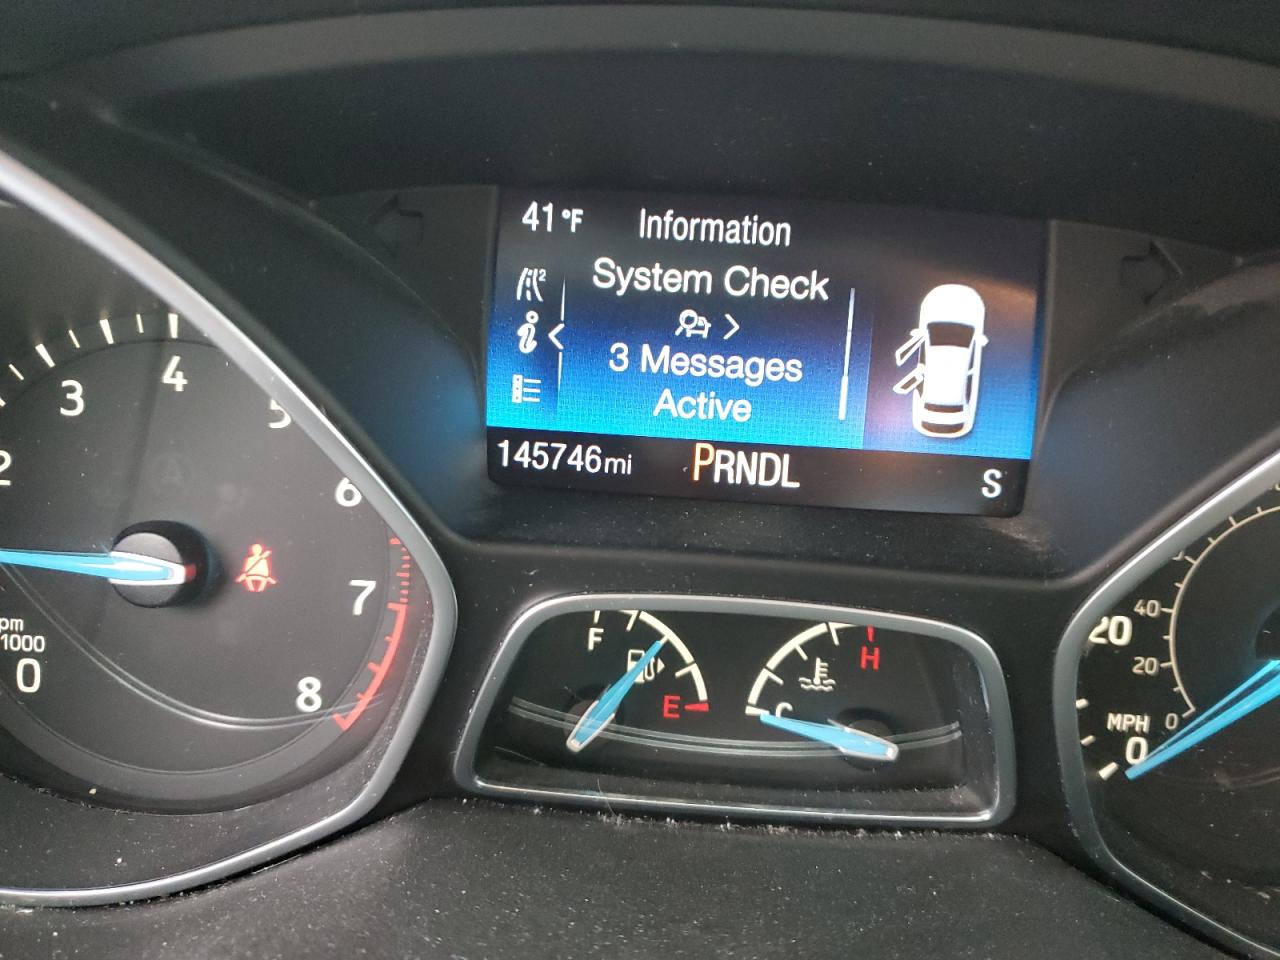 41°F Information
System Check
3 Messages
Active
145746mi PRNDL S
2
3
4
5
6
7
8
0
pm
1000
F
E
C
H
40
20
20
0
MPH
0